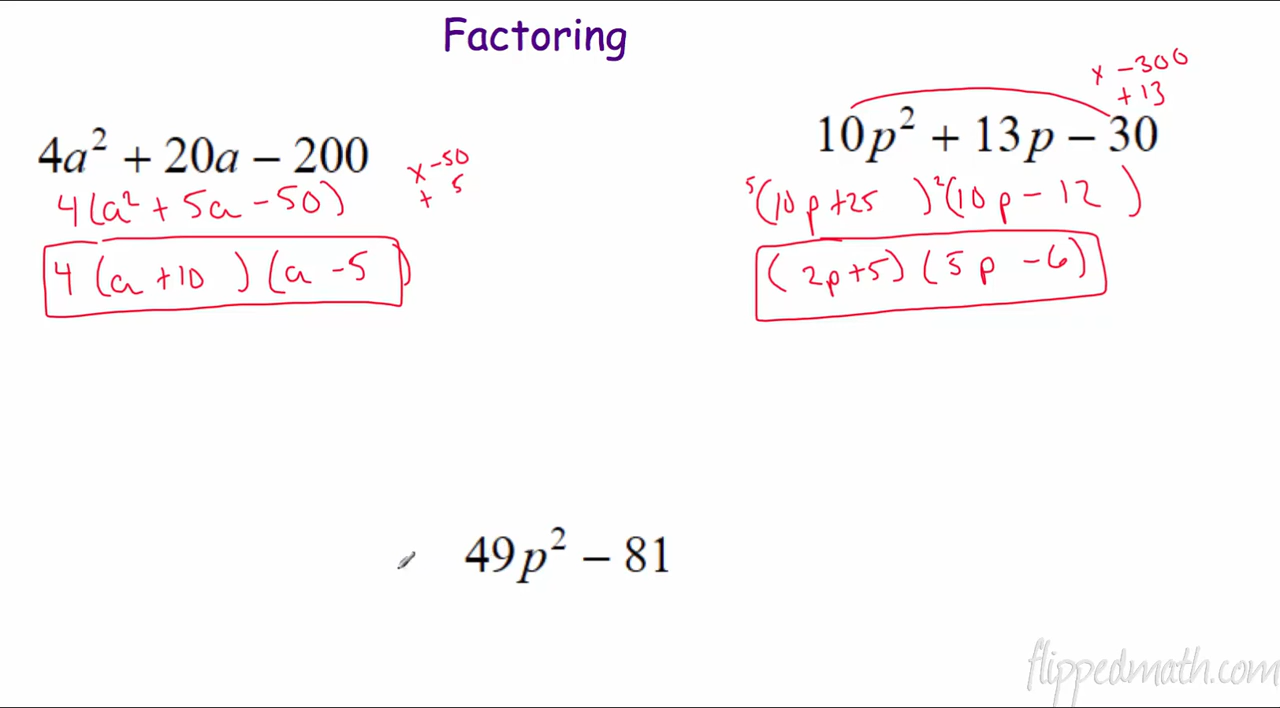 Factoring
4a² + 20a − 200
4(a² + 5a − 50)
x −50
+ 5
4 (a + 10 ) (a − 5 )
x −300
+ 13
10p² + 13p − 30
5(10p + 25 ) 2(10p − 12 )
( 2p + 5 ) ( 5p − 6 )
49p² − 81
flippedmath.com